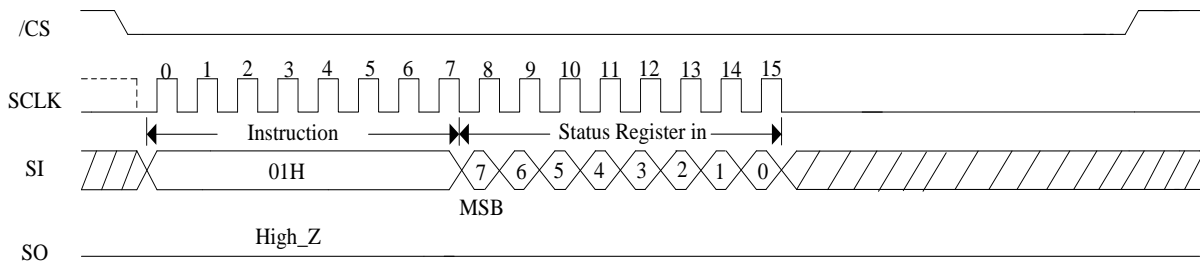 /CS
0 1 2 3 4 5 6 7 8 9 10 11 12 13 14 15
SCLK
Instruction Status Register in
SI 01H 7 6 5 4 3 2 1 0
MSB
High_Z
SO